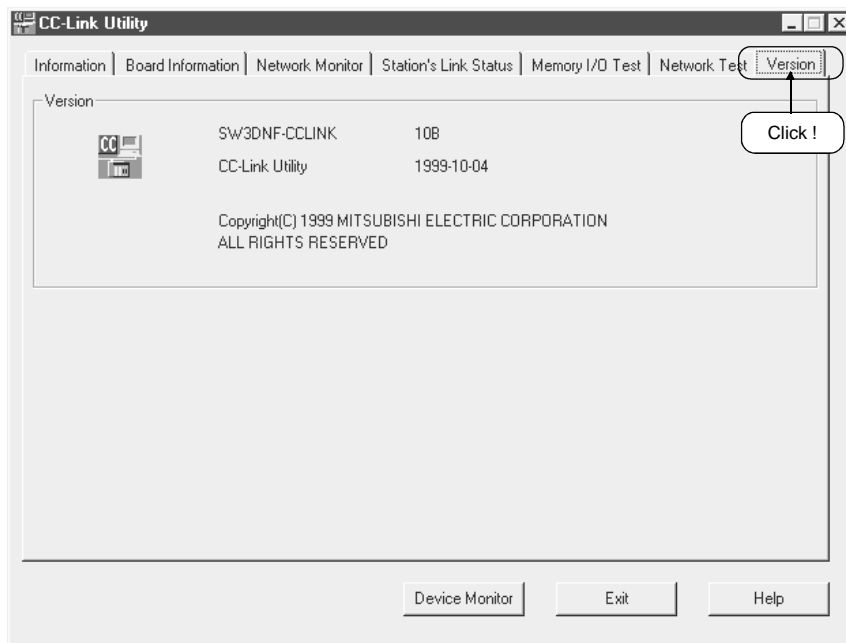 CC-Link Utility
Information Board Information Network Monitor Station's Link Status Memory I/O Test Network Test Version
Click !
Version
CC
SW3DNF-CCLINK 10B
CC-Link Utility 1999-10-04
Copyright(C) 1999 MITSUBISHI ELECTRIC CORPORATION
ALL RIGHTS RESERVED
Device Monitor Exit Help